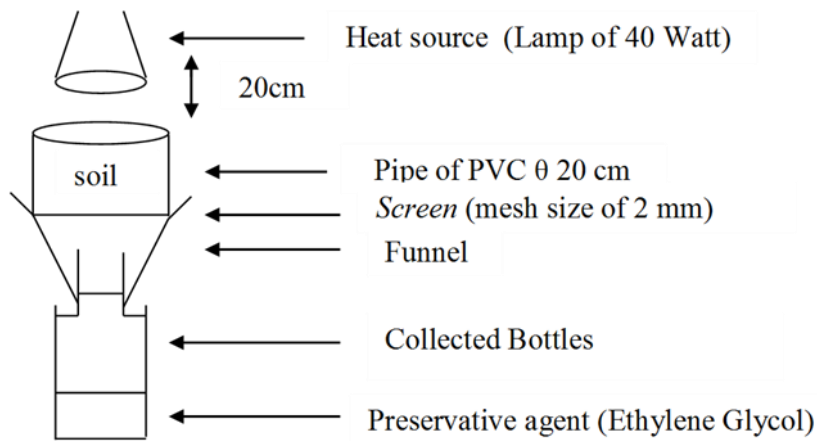 Heat source (Lamp of 40 Watt)
20cm
soil
Pipe of PVC θ 20 cm
Screen (mesh size of 2 mm)
Funnel
Collected Bottles
Preservative agent (Ethylene Glycol)